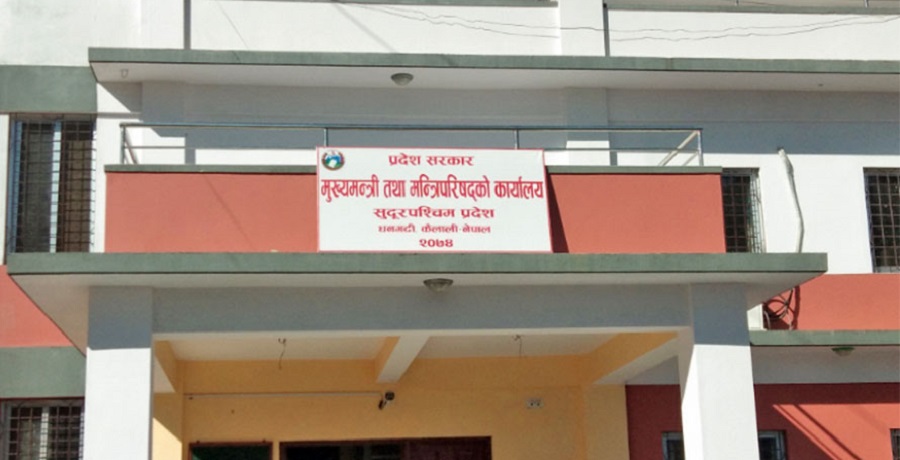 प्रदेश सरकार
मुख्यमन्त्री तथा मन्त्रिपरिषद्को कार्यालय
सुदूरपश्चिम प्रदेश
धनगढी, कैलाली-नेपाल
२०७४